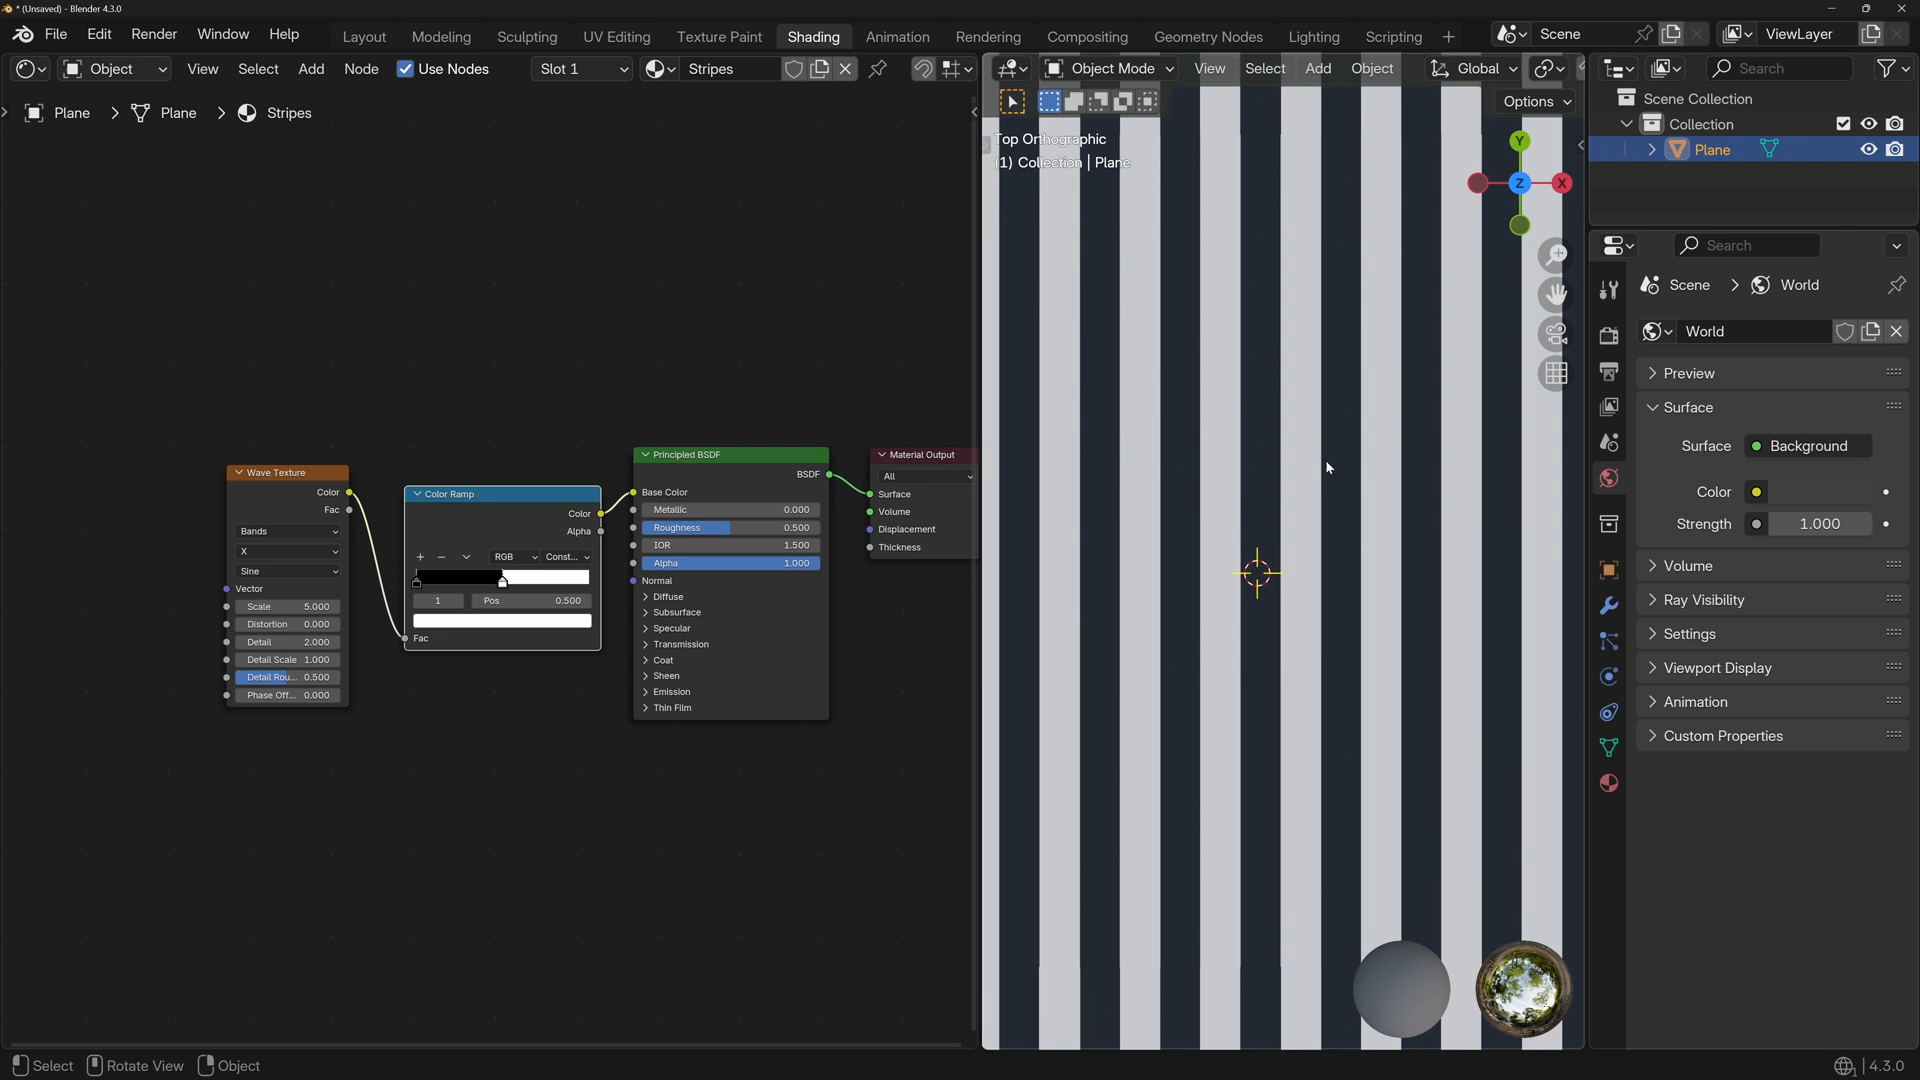 * (Unsaved) - Blender 4.3.0
File Edit Render Window Help Layout Modeling Sculpting UV Editing Texture Paint Shading Animation Rendering Compositing Geometry Nodes Lighting Scripting + Scene ViewLayer
Object View Select Add Node Use Nodes Slot 1 Stripes Object Mode View Select Add Object Global Search
Options
Scene Collection
Plane > Plane > Stripes
Collection
Top Orthographic
(1) Collection | Plane
Plane
Y
Z
X
Search
Scene > World
World
Preview
Surface
Surface Background
Color
Strength 1.000
Volume
Ray Visibility
Settings
Viewport Display
Animation
Custom Properties
Wave Texture
Color
Fac
Bands
X
Sine
Vector
Scale 5.000
Distortion 0.000
Detail 2.000
Detail Scale 1.000
Detail Rou... 0.500
Phase Off... 0.000
Color Ramp
Color
Alpha
+ − RGB Const...
1 Pos 0.500
Fac
Principled BSDF
BSDF
Base Color
Metallic 0.000
Roughness 0.500
IOR 1.500
Alpha 1.000
Normal
Diffuse
Subsurface
Specular
Transmission
Coat
Sheen
Emission
Thin Film
Material Output
All
Surface
Volume
Displacement
Thickness
Select Rotate View Object 4.3.0